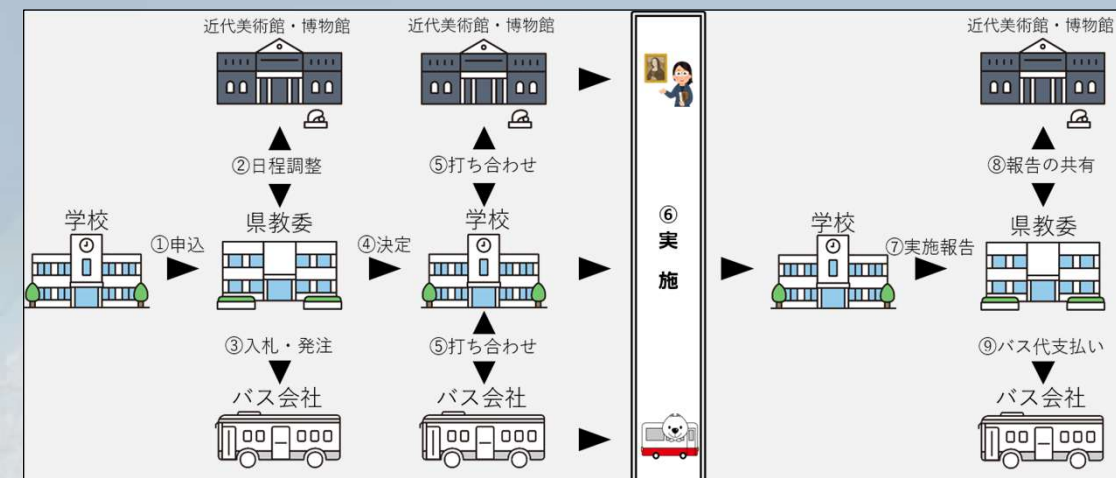 近代美術館・博物館
近代美術館・博物館
近代美術館・博物館
②日程調整
⑤打ち合わせ
⑧報告の共有
学校
①申込
県教委
④決定
学校
⑥実施
学校
⑦実施報告
県教委
③入札・発注
⑤打ち合わせ
⑨バス代支払い
バス会社
バス会社
バス会社